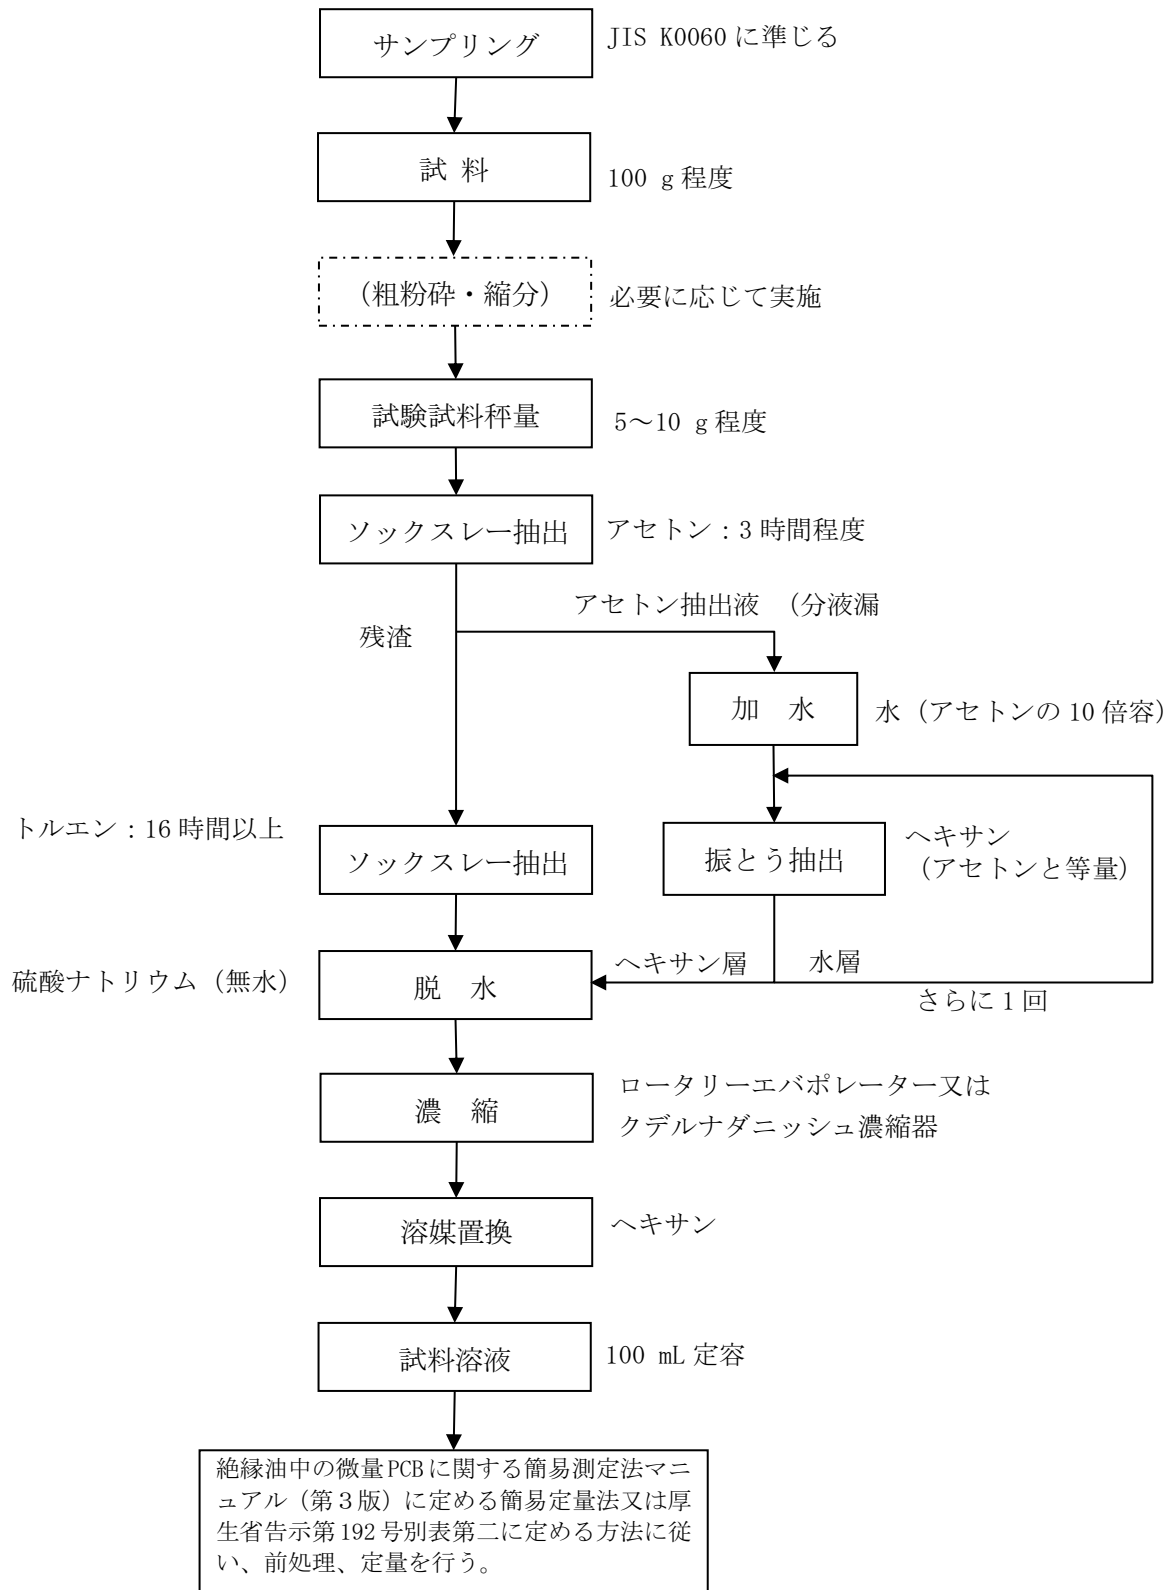 サンプリング
JIS K0060 に準じる
試 料
100 g 程度
(粗粉砕・縮分)
必要に応じて実施
試験試料秤量
5～10 g 程度
ソックスレー抽出
アセトン：3 時間程度
アセトン抽出液 (分液漏
残渣
加 水
水 (アセトンの 10 倍容)
トルエン：16 時間以上
ソックスレー抽出
振とう抽出
ヘキサン
(アセトンと等量)
硫酸ナトリウム (無水)
脱 水
ヘキサン層
水層
さらに 1 回
濃 縮
ロータリーエバポレーター又は
クデルナダニッシュ濃縮器
溶媒置換
ヘキサン
試料溶液
100 mL 定容
絶縁油中の微量 PCB に関する簡易測定法マニ
ュアル（第３版）に定める簡易定量法又は厚
生省告示第 192 号別表第二に定める方法に従
い、前処理、定量を行う。